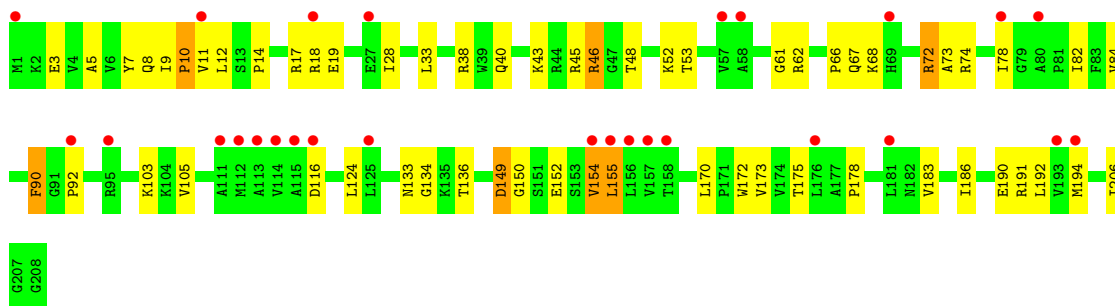 M1 K2 E3 V4 A5 V6 Y7 Q8 I9 P10 V11 L12 S13 P14 R17 R18 E19 E27 I28 L33 R38 W39 Q40 K43 R44 R45 R46 G47 T48 K52 T53 V57 A58 G61 R62 P66 Q67 K68 H69 R72 A73 R74 I78 G79 A80 P81 I82 F83 V84
F90 G91 P92 R95 K103 K104 V105 A111 M112 A113 V114 A115 D116 L124 L125 N133 G134 K135 T136 D149 G150 S151 E152 S153 V154 L155 L156 V157 T158 L170 P171 W172 V173 V174 T175 L176 A177 P178 L181 N182 V183 I186 E190 R191 L192 V193 M194
G207 G208